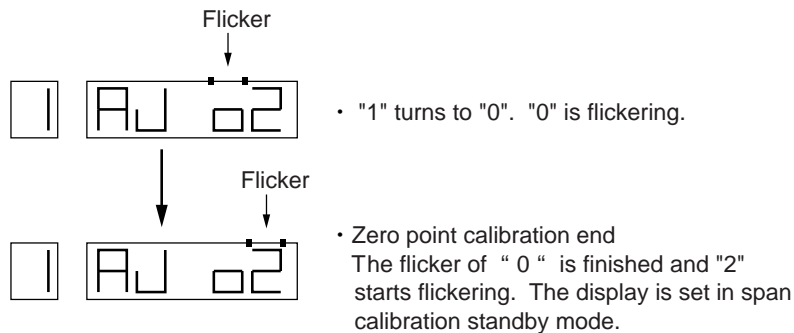 Flicker
1 AJ o2
・ "1" turns to "0". "0" is flickering.
Flicker
1 AJ o2
・ Zero point calibration end
The flicker of “ 0 “ is finished and "2"
starts flickering. The display is set in span
calibration standby mode.